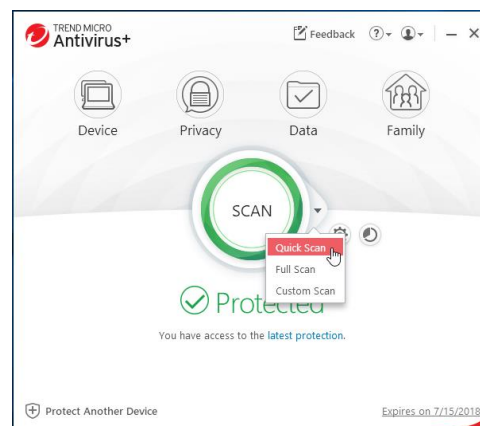 TREND MICRO
Antivirus+
Feedback
Device Privacy Data Family
SCAN
Quick Scan
Full Scan
Custom Scan
Protected
You have access to the latest protection.
Protect Another Device Expires on 7/15/2018